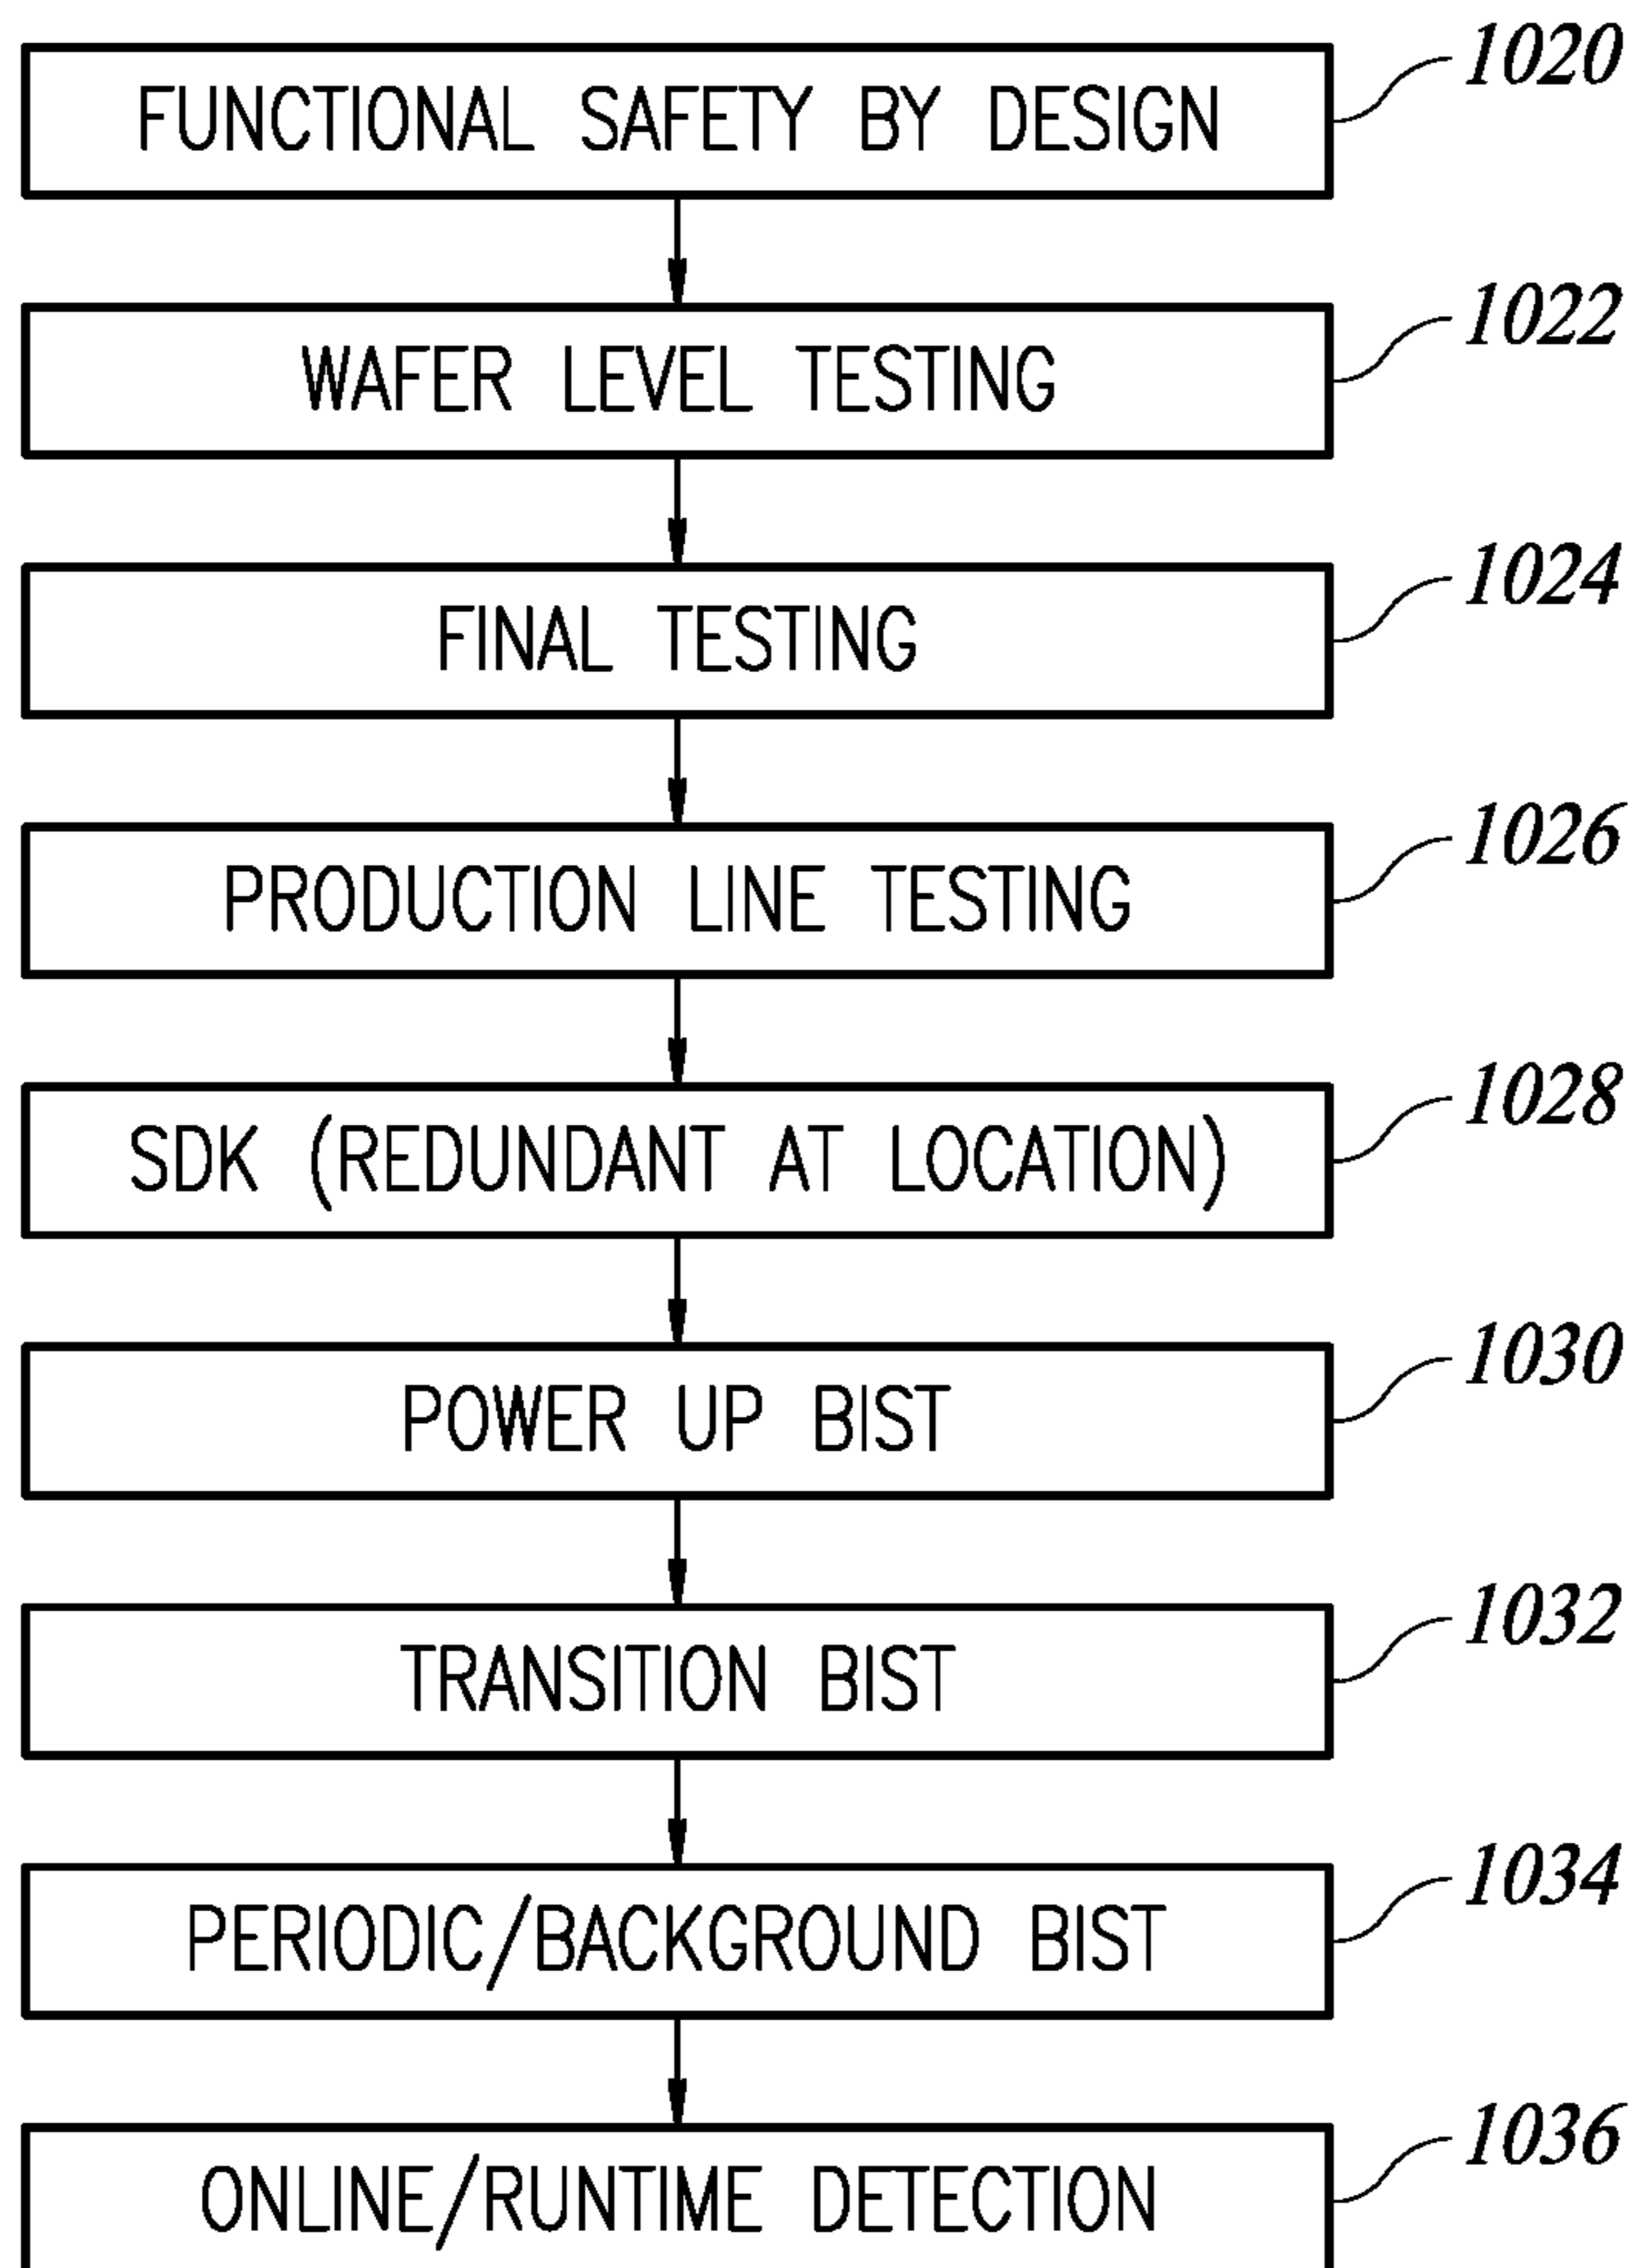 1020
FUNCTIONAL SAFETY BY DESIGN
1022
WAFER LEVEL TESTING
1024
FINAL TESTING
1026
PRODUCTION LINE TESTING
1028
SDK (REDUNDANT AT LOCATION)
1030
POWER UP BIST
1032
TRANSITION BIST
1034
PERIODIC/BACKGROUND BIST
1036
ONLINE/RUNTIME DETECTION